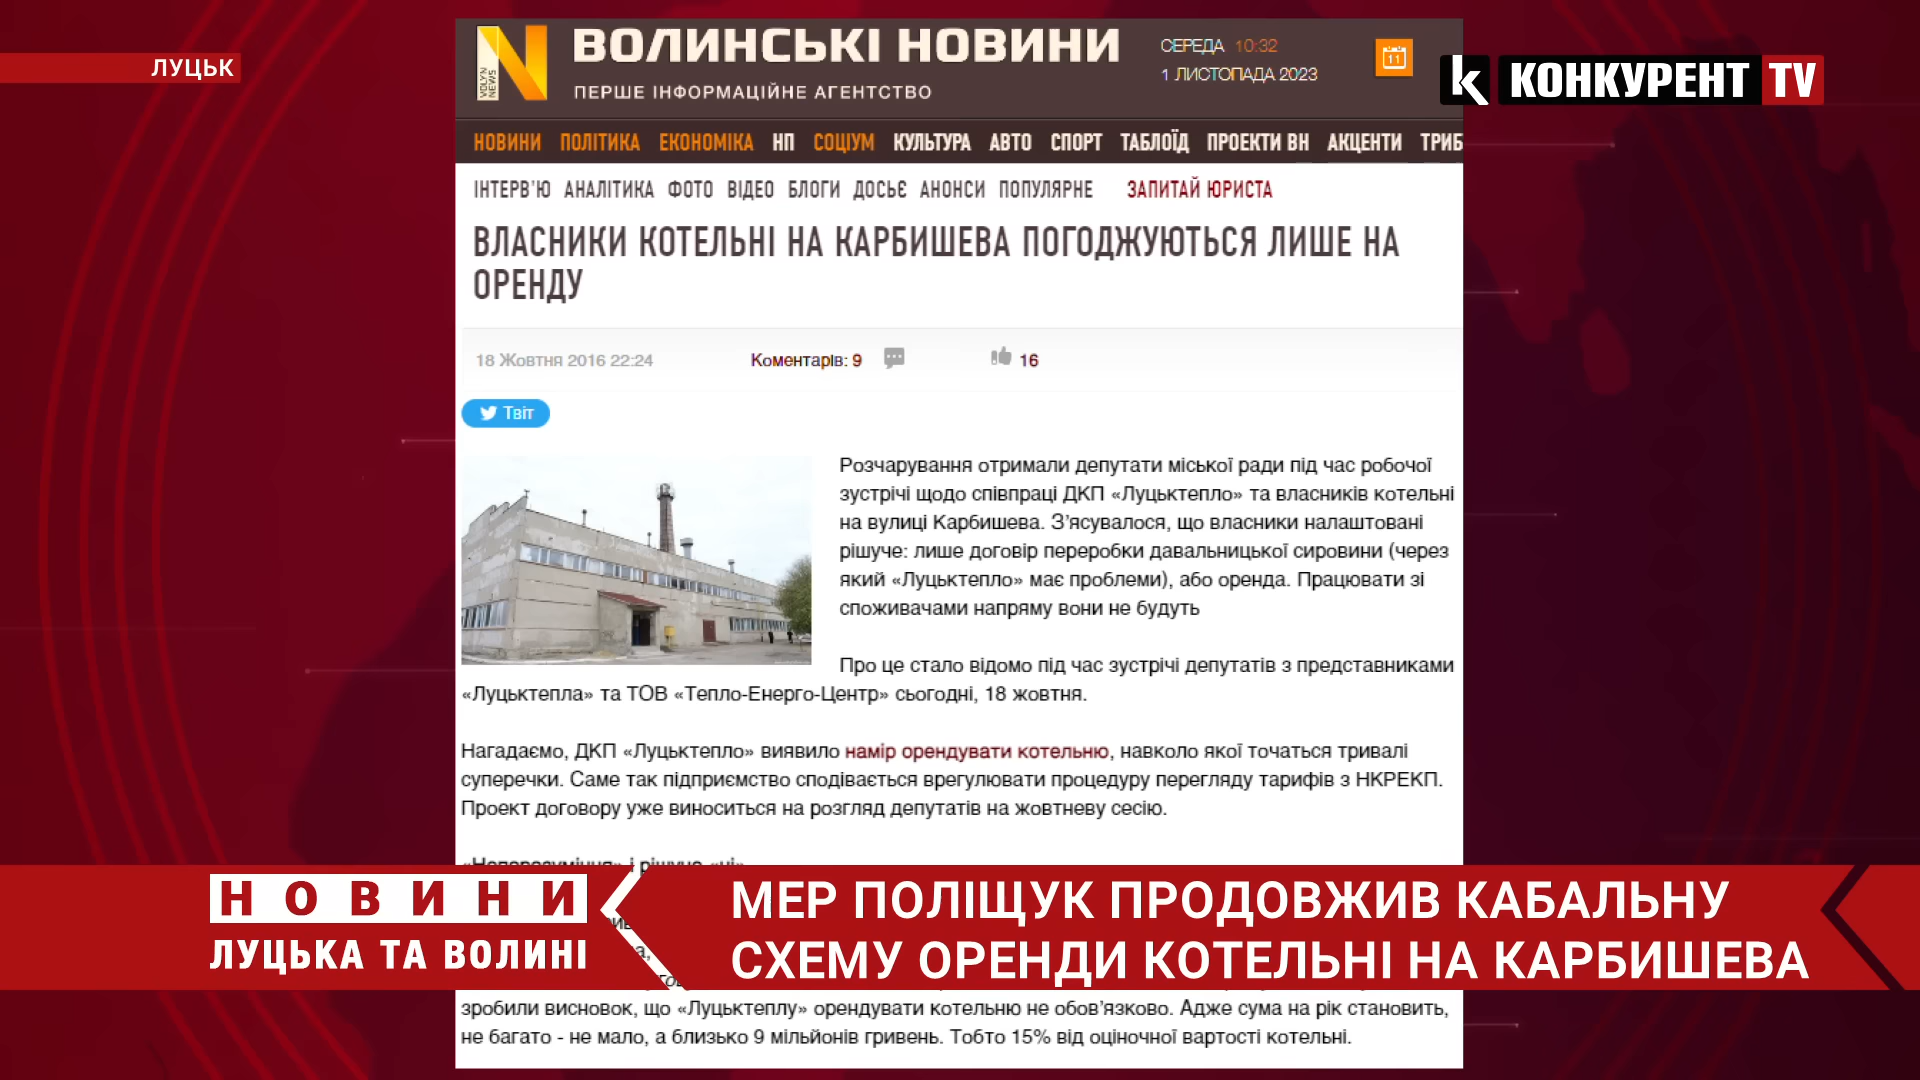 ЛУЦЬК
VOLYN NEWS
N
ВОЛИНСЬКІ НОВИНИ
ПЕРШЕ ІНФОРМАЦІЙНЕ АГЕНТСТВО
СЕРЕДА 10:32
1 ЛИСТОПАДА 2023
11
k КОНКУРЕНТ TV
НОВИНИ ПОЛІТИКА ЕКОНОМІКА НП СОЦІУМ КУЛЬТУРА АВТО СПОРТ ТАБЛОЇД ПРОЕКТИ ВН АКЦЕНТИ ТРИБ
ІНТЕРВ'Ю АНАЛІТИКА ФОТО ВІДЕО БЛОГИ ДОСЬЄ АНОНСИ ПОПУЛЯРНЕ ЗАПИТАЙ ЮРИСТА
ВЛАСНИКИ КОТЕЛЬНІ НА КАРБИШЕВА ПОГОДЖУЮТЬСЯ ЛИШЕ НА
ОРЕНДУ
18 Жовтня 2016 22:24 Коментарів: 9 16
Твіт
Розчарування отримали депутати міської ради під час робочої
зустрічі щодо співпраці ДКП «Луцьктепло» та власників котельні
на вулиці Карбишева. З’ясувалося, що власники налаштовані
рішуче: лише договір переробки давальницької сировини (через
який «Луцьктепло» має проблеми), або оренда. Працювати зі
споживачами напряму вони не будуть
Про це стало відомо під час зустрічі депутатів з представниками
«Луцьктепла» та ТОВ «Тепло-Енерго-Центр» сьогодні, 18 жовтня.
Нагадаємо, ДКП «Луцьктепло» виявило намір орендувати котельню, навколо якої точаться тривалі
суперечки. Саме так підприємство сподівається врегулювати процедуру перегляду тарифів з НКРЕКП.
Проект договору уже виноситься на розгляд депутатів на жовтневу сесію.
«Непорозуміння» і рішуче «ні»
НОВИНИ
ЛУЦЬКА ТА ВОЛИНІ
МЕР ПОЛІЩУК ПРОДОВЖИВ КАБАЛЬНУ
СХЕМУ ОРЕНДИ КОТЕЛЬНІ НА КАРБИШЕВА
зробили висновок, що «Луцьктеплу» орендувати котельню не обов’язково. Адже сума на рік становить,
не багато - не мало, а близько 9 мільйонів гривень. Тобто 15% від оціночної вартості котельні.